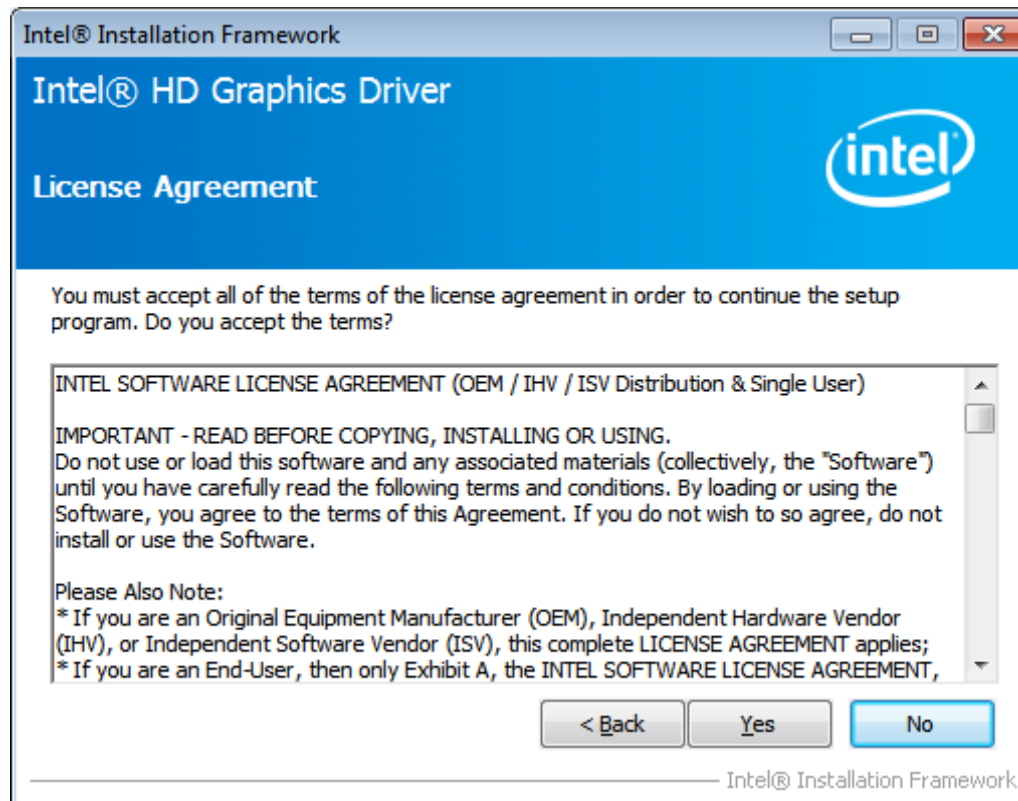 Intel® Installation Framework
Intel® HD Graphics Driver
intel
License Agreement
You must accept all of the terms of the license agreement in order to continue the setup
program. Do you accept the terms?
INTEL SOFTWARE LICENSE AGREEMENT (OEM / IHV / ISV Distribution & Single User)
IMPORTANT - READ BEFORE COPYING, INSTALLING OR USING.
Do not use or load this software and any associated materials (collectively, the "Software")
until you have carefully read the following terms and conditions. By loading or using the
Software, you agree to the terms of this Agreement. If you do not wish to so agree, do not
install or use the Software.
Please Also Note:
* If you are an Original Equipment Manufacturer (OEM), Independent Hardware Vendor
(IHV), or Independent Software Vendor (ISV), this complete LICENSE AGREEMENT applies;
* If you are an End-User, then only Exhibit A, the INTEL SOFTWARE LICENSE AGREEMENT,
< Back Yes No
Intel® Installation Framework